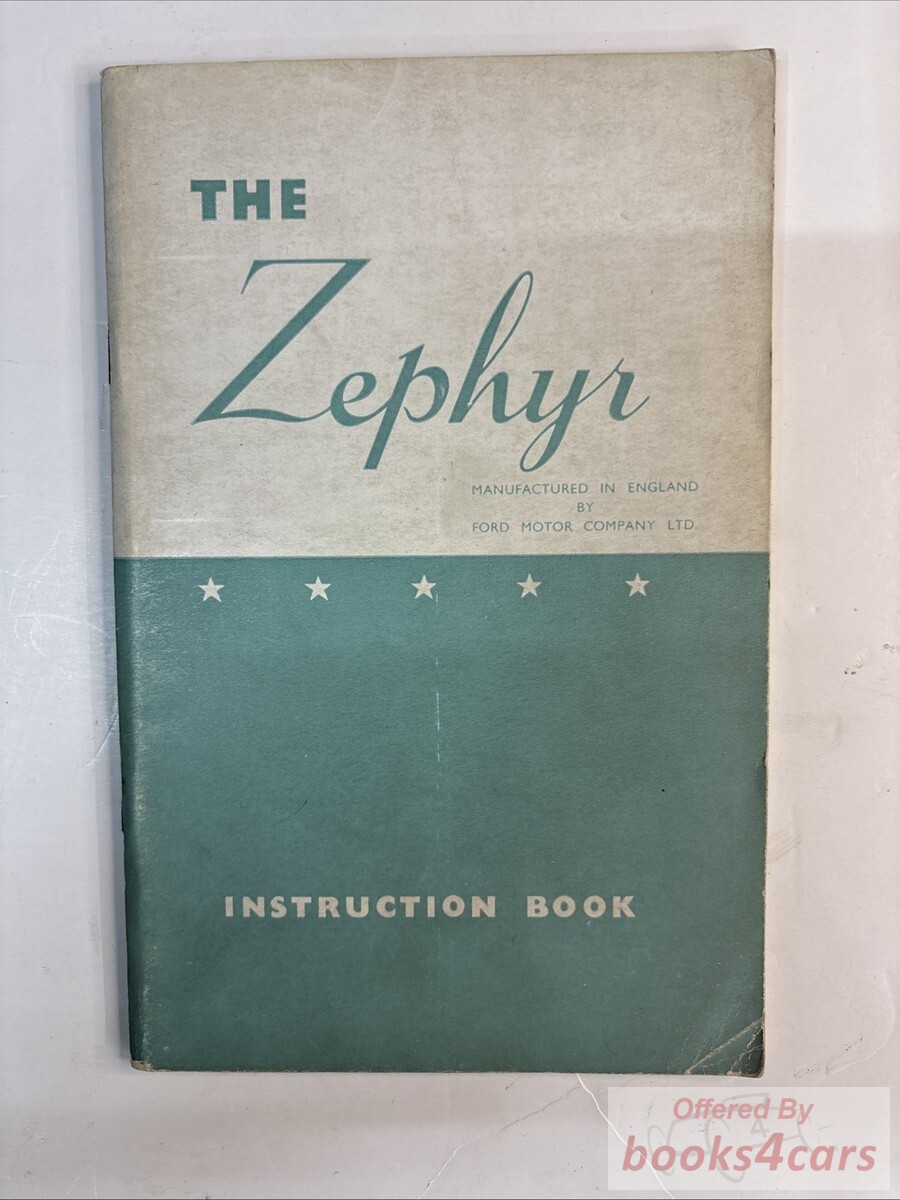 THE
Zephyr
MANUFACTURED IN ENGLAND
BY
FORD MOTOR COMPANY LTD.
INSTRUCTION BOOK
Offered By
books4cars